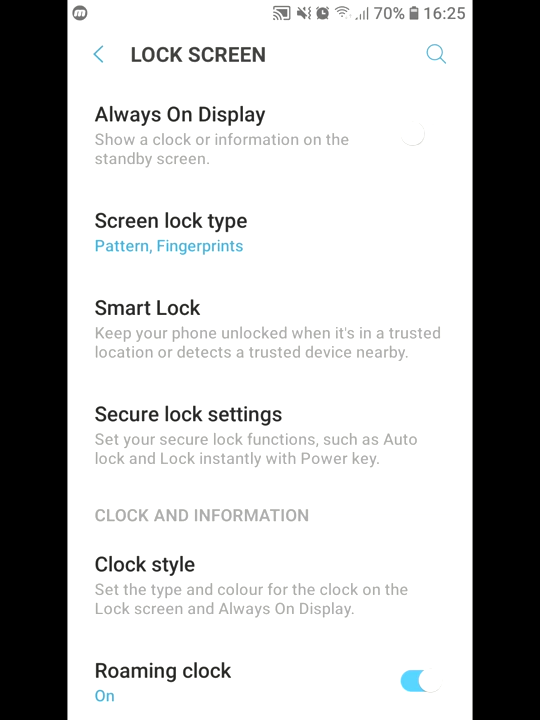 70% 16:25
LOCK SCREEN
Always On Display
Show a clock or information on the
standby screen.
Screen lock type
Pattern, Fingerprints
Smart Lock
Keep your phone unlocked when it's in a trusted
location or detects a trusted device nearby.
Secure lock settings
Set your secure lock functions, such as Auto
lock and Lock instantly with Power key.
CLOCK AND INFORMATION
Clock style
Set the type and colour for the clock on the
Lock screen and Always On Display.
Roaming clock
On